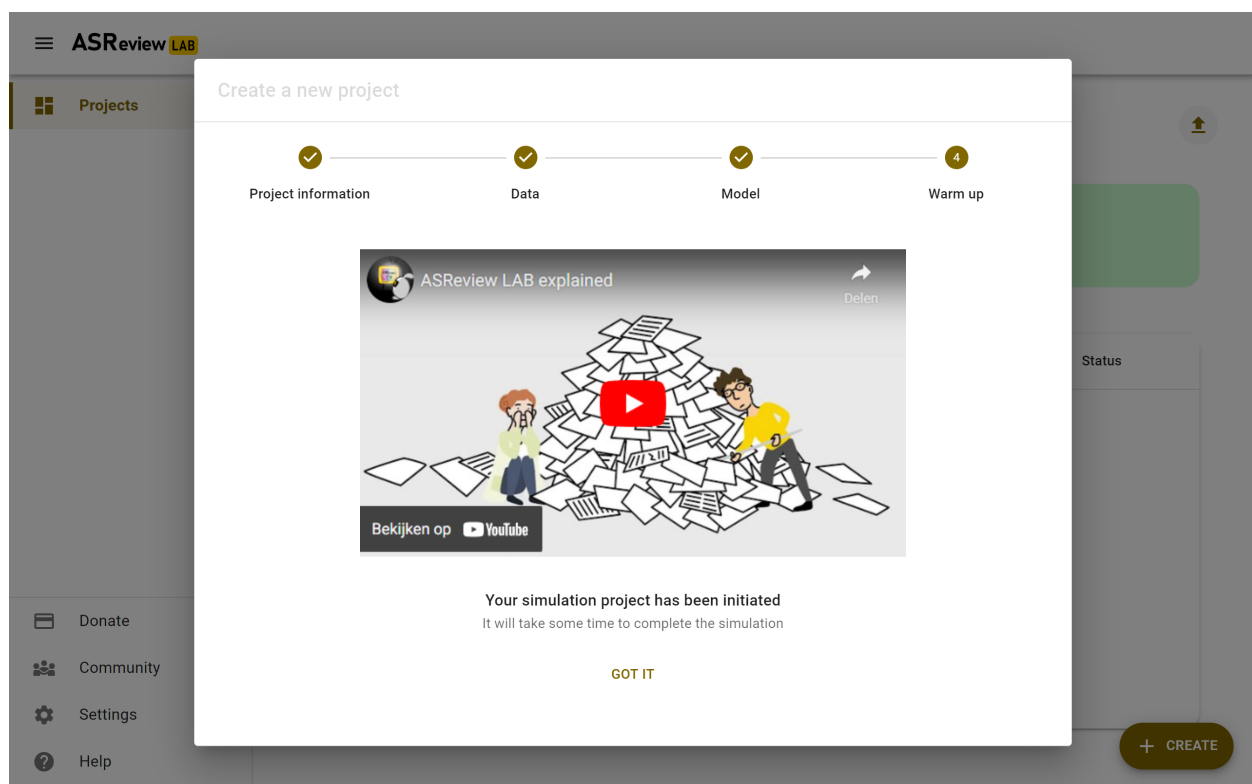 ASReview LAB
Projects
Create a new project
4
Project information
Data
Model
Warm up
ASReview LAB explained
Delen
Bekijken op YouTube
Your simulation project has been initiated
It will take some time to complete the simulation
GOT IT
Status
Donate
Community
Settings
Help
+ CREATE